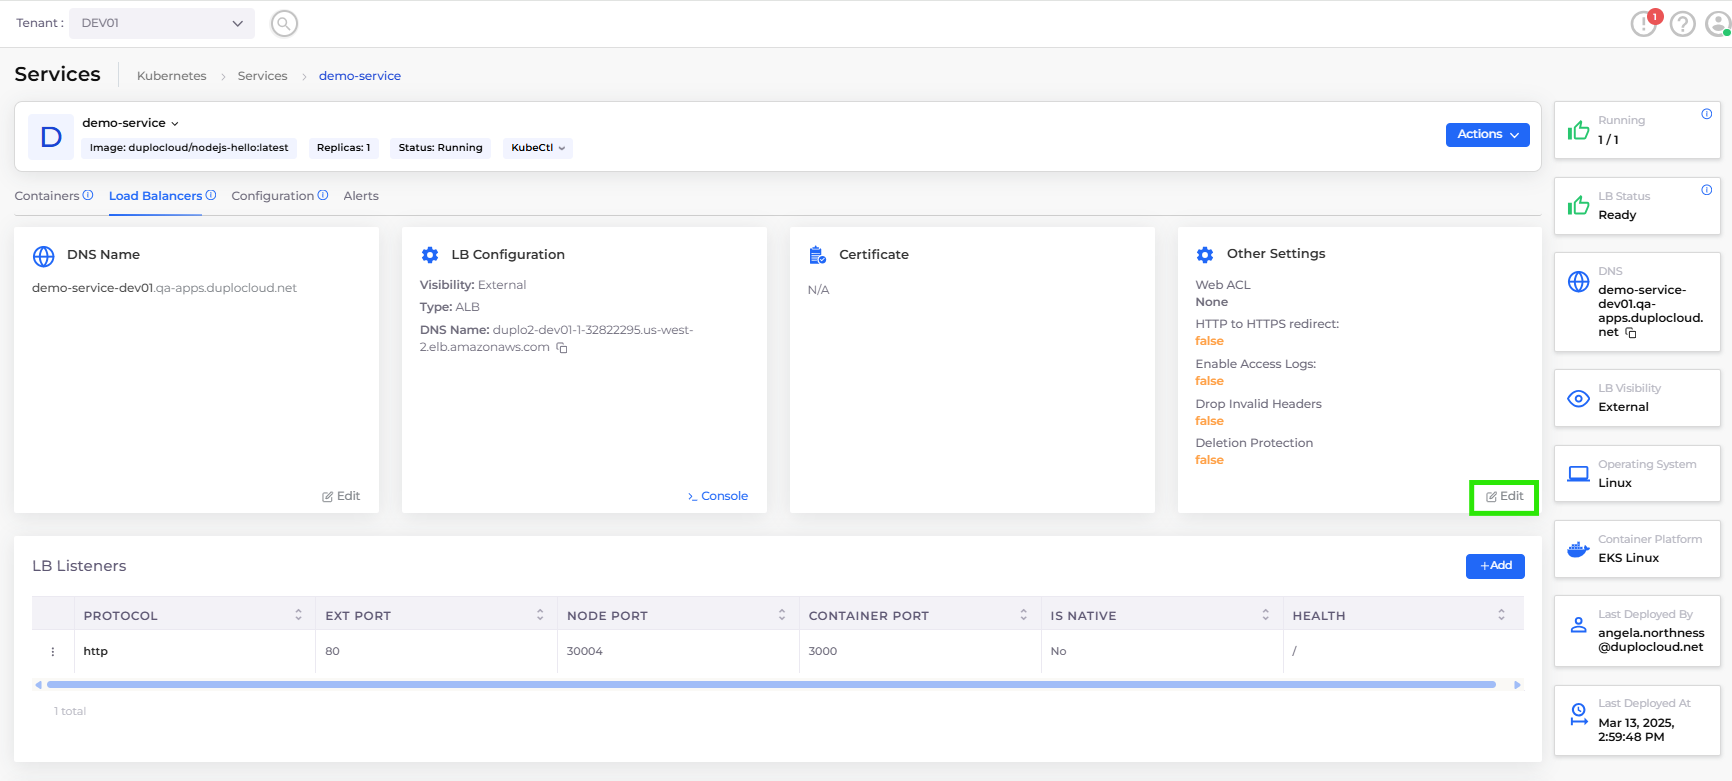 Tenant : DEV01
1
Services Kubernetes > Services > demo-service
D
demo-service
Image: duplocloud/nodejs-hello:latest Replicas: 1 Status: Running KubeCtl
Actions
Containers Load Balancers Configuration Alerts
DNS Name
demo-service-dev01.qa-apps.duplocloud.net
Edit
LB Configuration
Visibility: External
Type: ALB
DNS Name: duplo2-dev01-1-32822295.us-west-
2.elb.amazonaws.com
>_ Console
Certificate
N/A
Other Settings
Web ACL
None
HTTP to HTTPS redirect:
false
Enable Access Logs:
false
Drop Invalid Headers
false
Deletion Protection
false
Edit
LB Listeners
+Add
PROTOCOL EXT PORT NODE PORT CONTAINER PORT IS NATIVE HEALTH
http 80 30004 3000 No /
1 total
Running
1 / 1
LB Status
Ready
DNS
demo-service-
dev01.qa-
apps.duplocloud.
net
LB Visibility
External
Operating System
Linux
Container Platform
EKS Linux
Last Deployed By
angela.northness
@duplocloud.net
Last Deployed At
Mar 13, 2025,
2:59:48 PM